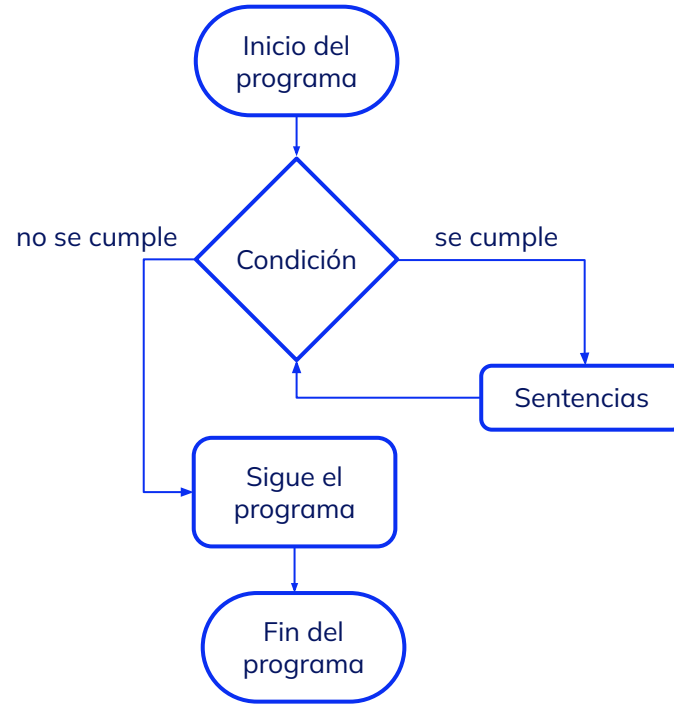 Inicio del
programa
no se cumple
Condición
se cumple
Sentencias
Sigue el
programa
Fin del
programa